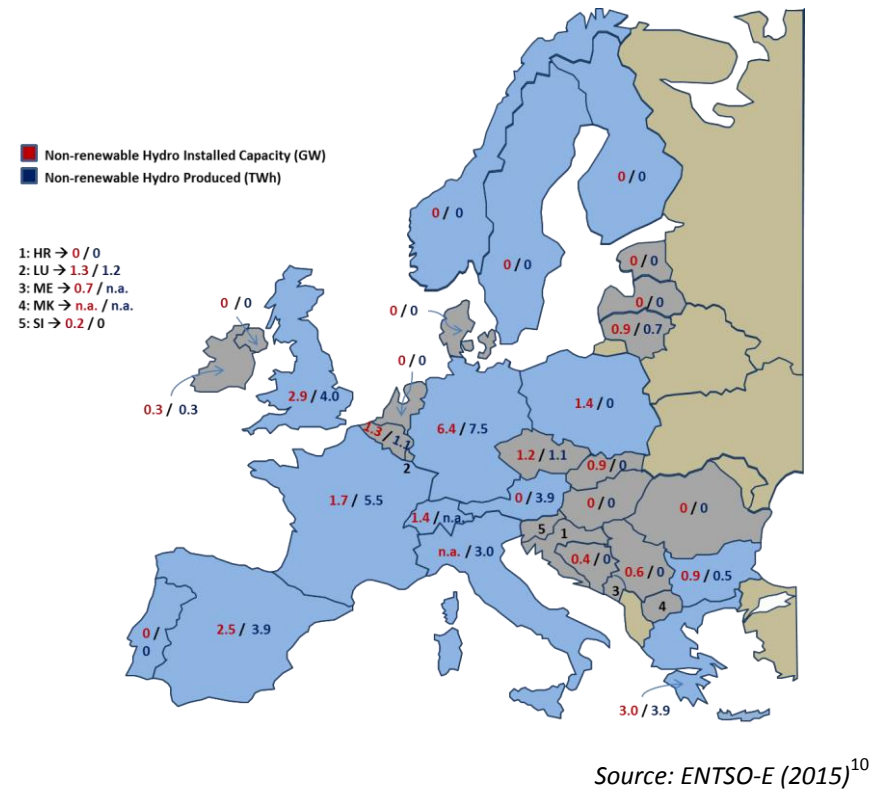 Non-renewable Hydro Installed Capacity (GW)
Non-renewable Hydro Produced (TWh)
1: HR → 0 / 0
2: LU → 1.3 / 1.2
3: ME → 0.7 / n.a.
4: MK → n.a. / n.a.
5: SI → 0.2 / 0
0 / 0
0 / 0
0 / 0
0 / 0
0 / 0
0.9 / 0.7
0 / 0
0 / 0
0 / 0
0.3 / 0.3
2.9 / 4.0
1.3 / 1.1
2
6.4 / 7.5
1.4 / 0
1.2 / 1.1
0.9 / 0
1.7 / 5.5
0 / 3.9
0 / 0
0 / 0
1.4 / n.a.
n.a. / 3.0
5
1
0.4 / 0
0.6 / 0
0.9 / 0.5
3
4
0 /
0
2.5 / 3.9
3.0 / 3.9
Source: ENTSO-E (2015)10